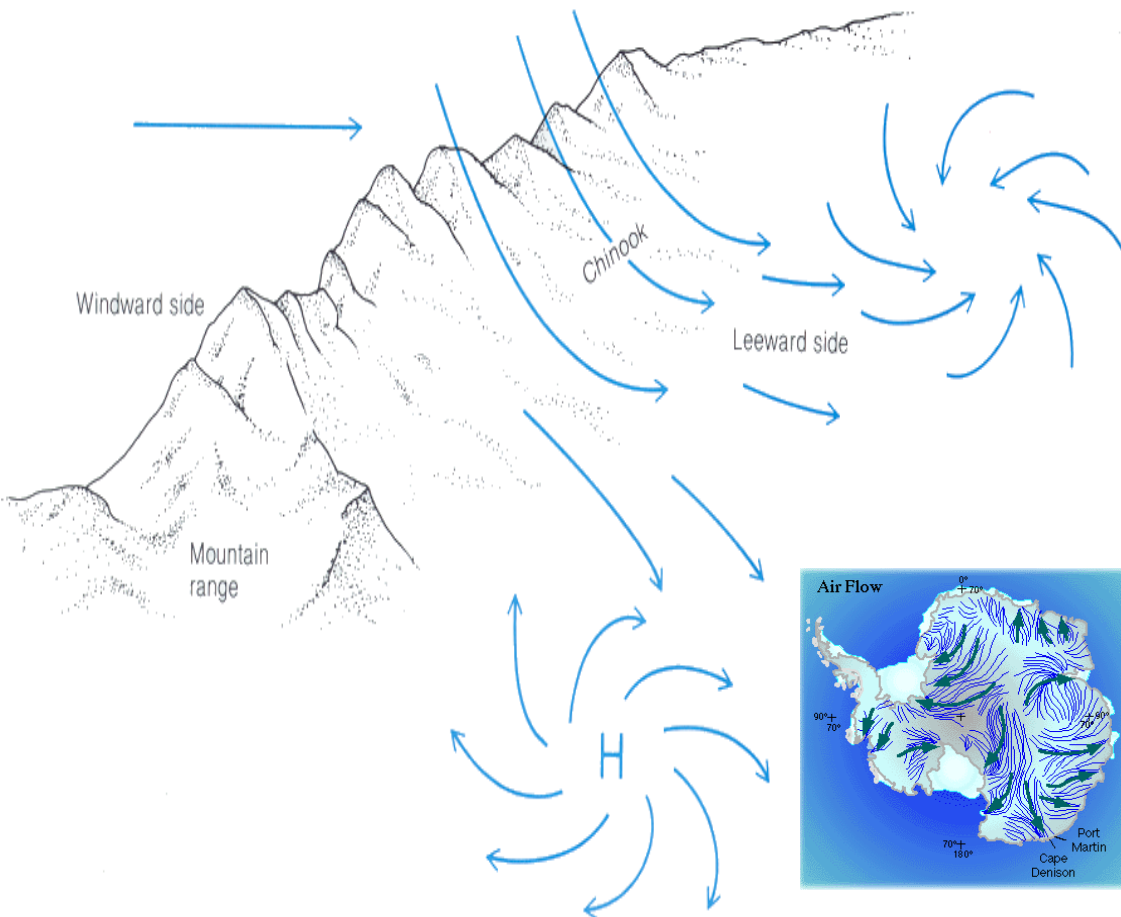 Windward side
Chinook
Leeward side
Mountain
range
H
Air Flow
0°
70°
90°
70°
90°
70°
70°
180°
Port
Martin
Cape
Denison